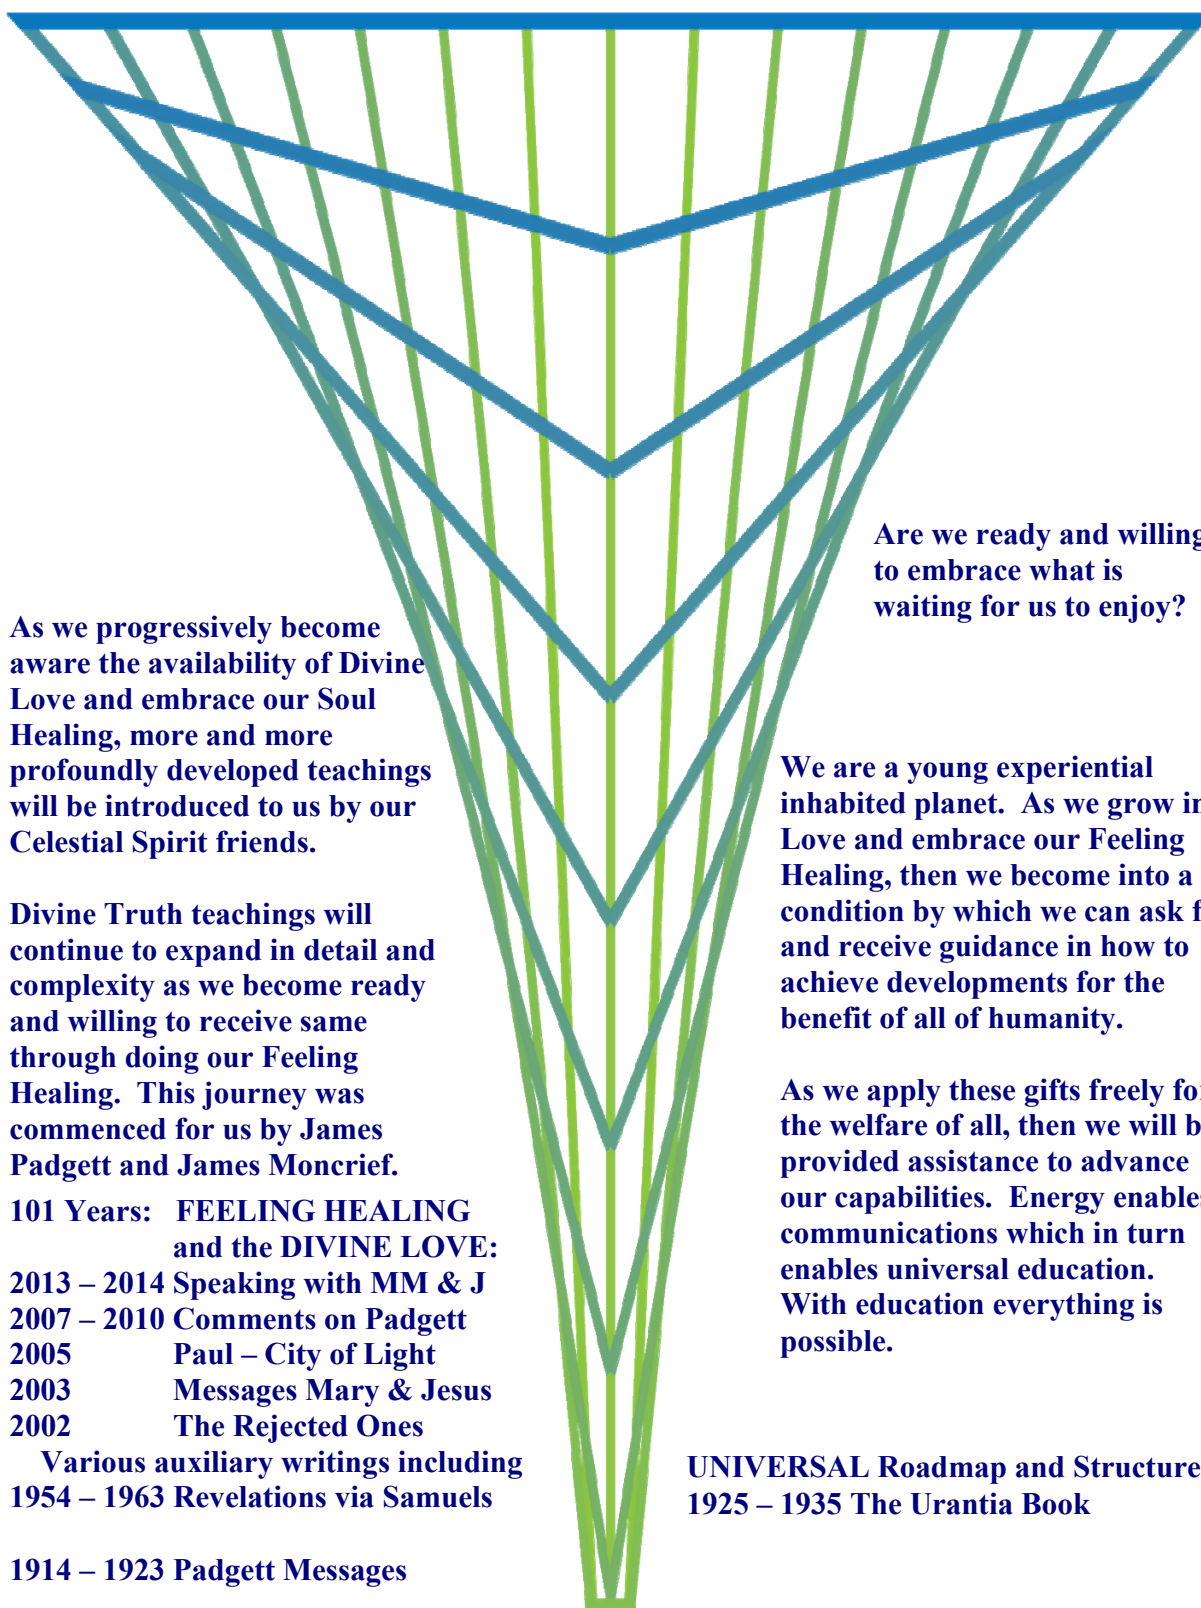 As we progressively become
aware the availability of Divine
Love and embrace our Soul
Healing, more and more
profoundly developed teachings
will be introduced to us by our
Celestial Spirit friends.
Divine Truth teachings will
continue to expand in detail and
complexity as we become ready
and willing to receive same
through doing our Feeling
Healing.  This journey was
commenced for us by James
Padgett and James Moncrief.
101 Years:   FEELING HEALING
and the DIVINE LOVE:
2013 – 2014 Speaking with MM & J
2007 – 2010 Comments on Padgett
2005 Paul – City of Light
2003 Messages Mary & Jesus
2002 The Rejected Ones
Various auxiliary writings including
1954 – 1963 Revelations via Samuels
1914 – 1923 Padgett Messages
Are we ready and willing
to embrace what is
waiting for us to enjoy?
We are a young experiential
inhabited planet.  As we grow in
Love and embrace our Feeling
Healing, then we become into a
condition by which we can ask
and receive guidance in how to
achieve developments for the
benefit of all of humanity.
As we apply these gifts freely for
the welfare of all, then we will
provided assistance to advance
our capabilities.  Energy enables
communications which in turn
enables universal education.
With education everything is
possible.
UNIVERSAL Roadmap and Structure
1925 – 1935 The Urantia Book